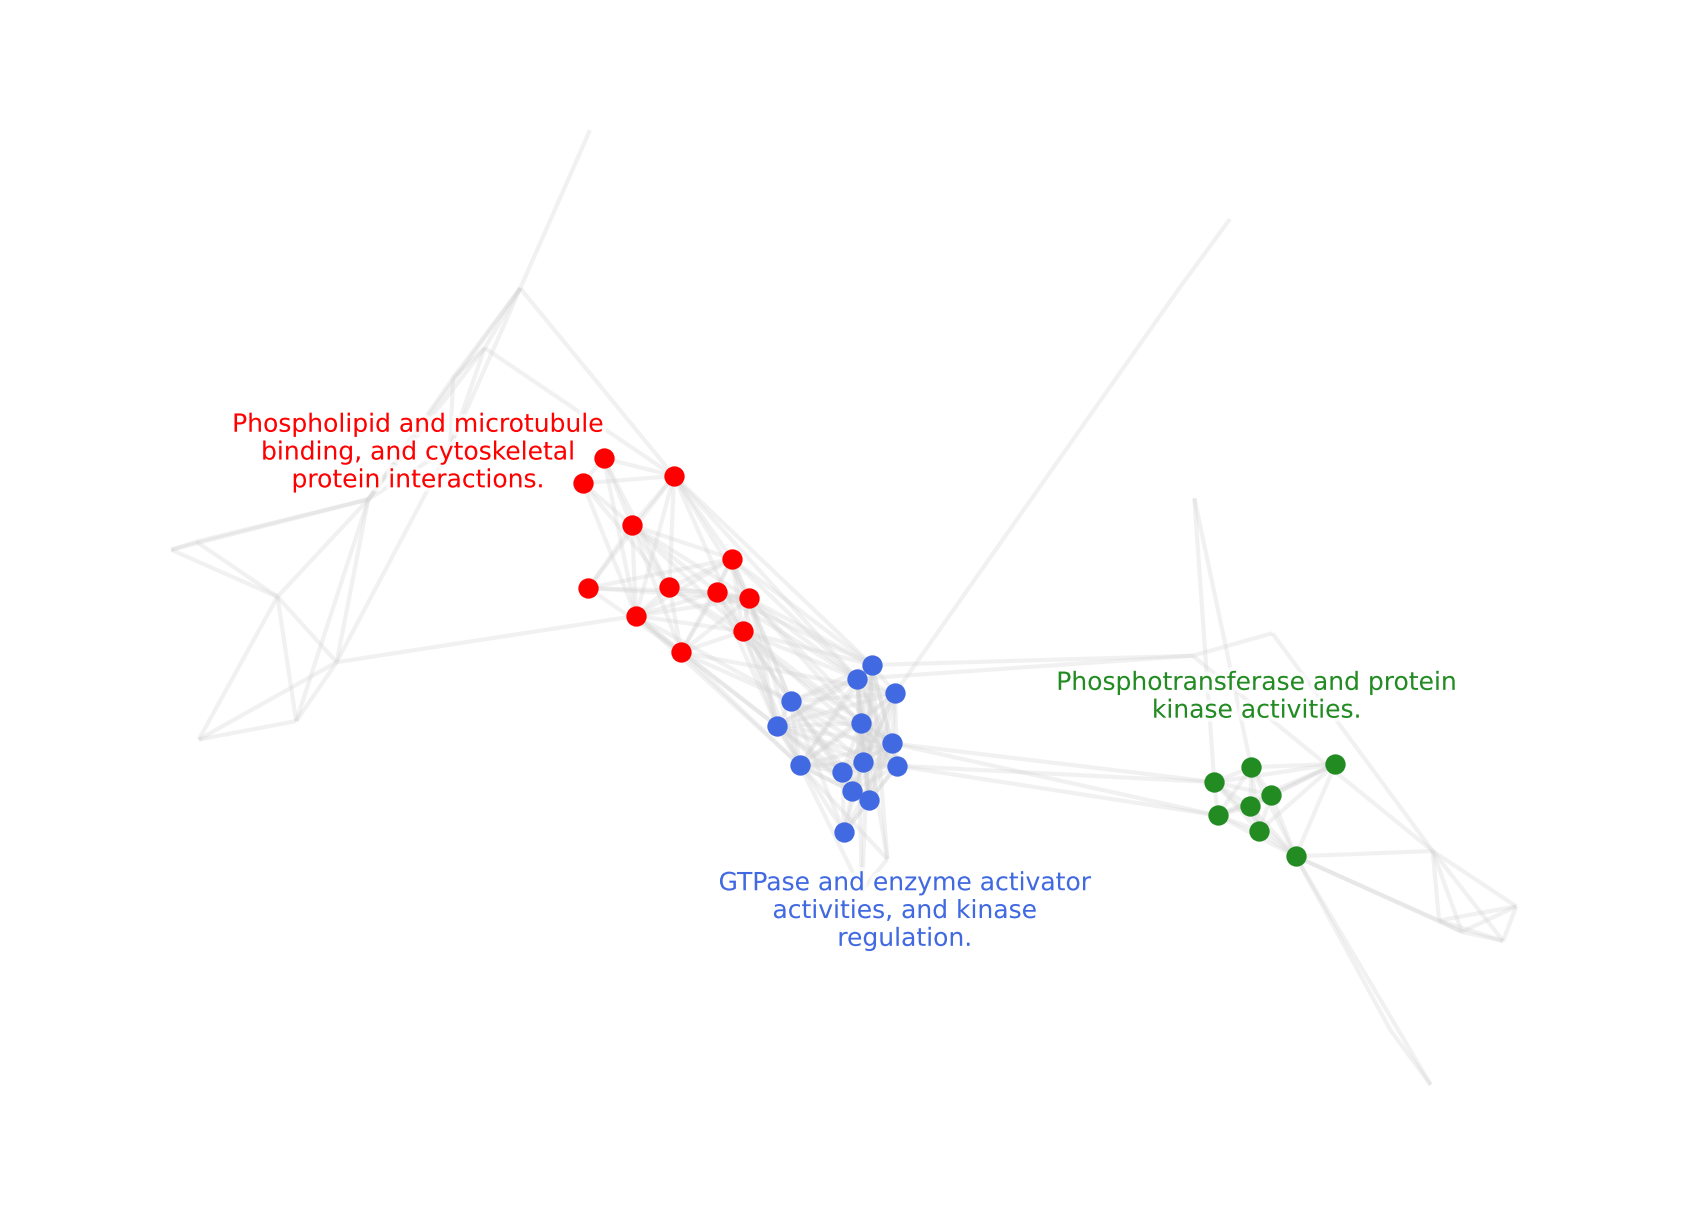 Phospholipid and microtubule
binding, and cytoskeletal
protein interactions.
Phosphotransferase and protein
kinase activities.
GTPase and enzyme activator
activities, and kinase
regulation.